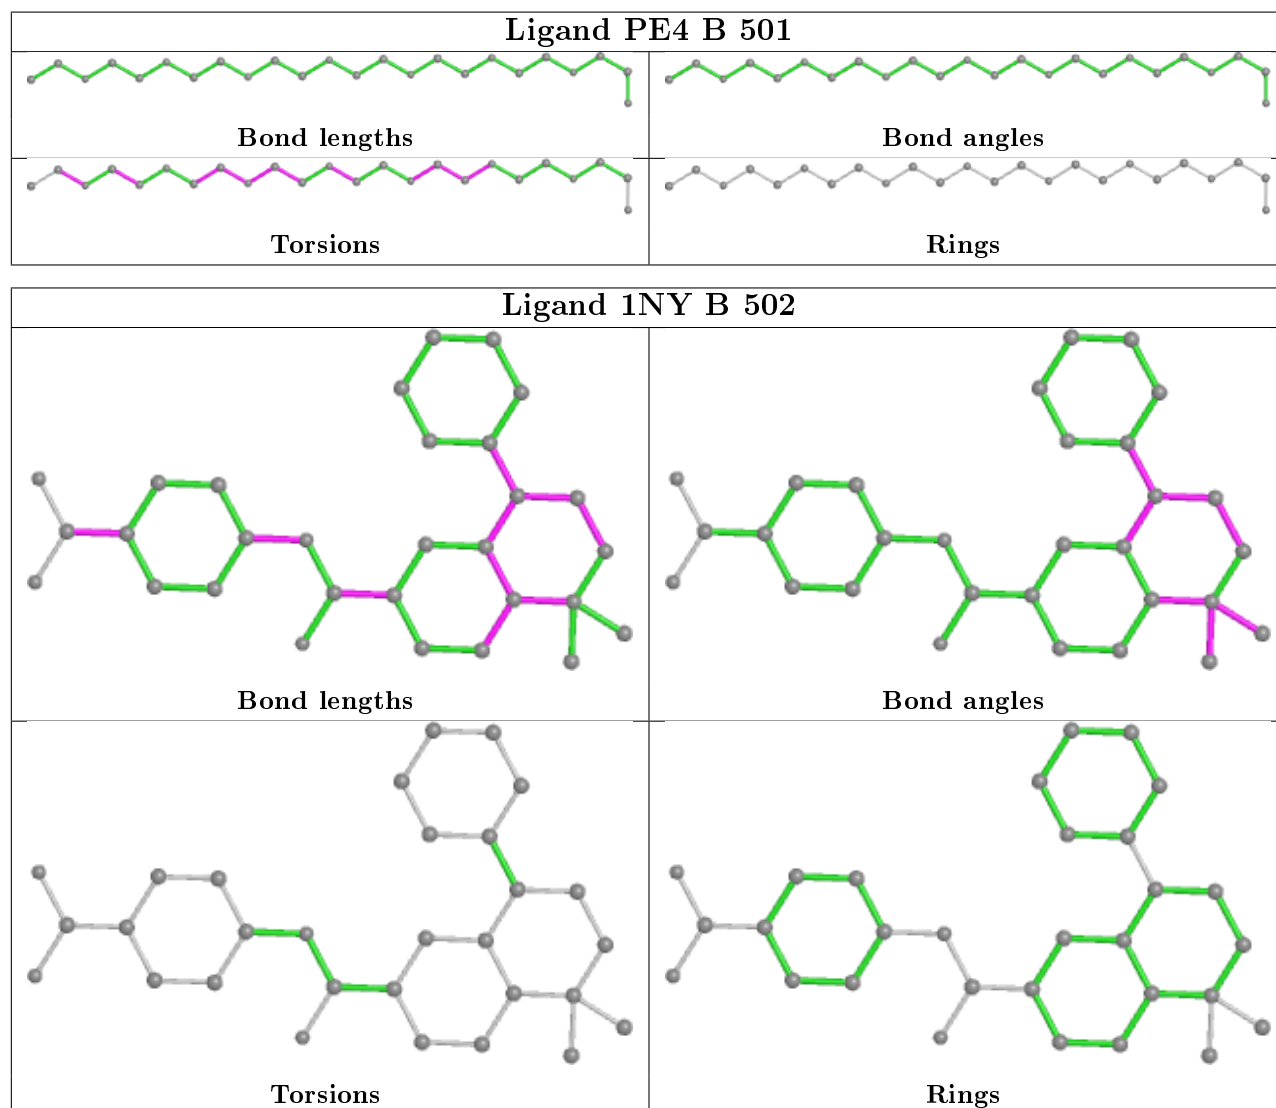 Ligand PE4 B 501
Bond lengths
Bond angles
Torsions
Rings
Ligand 1NY B 502
Bond lengths
Bond angles
Torsions
Rings